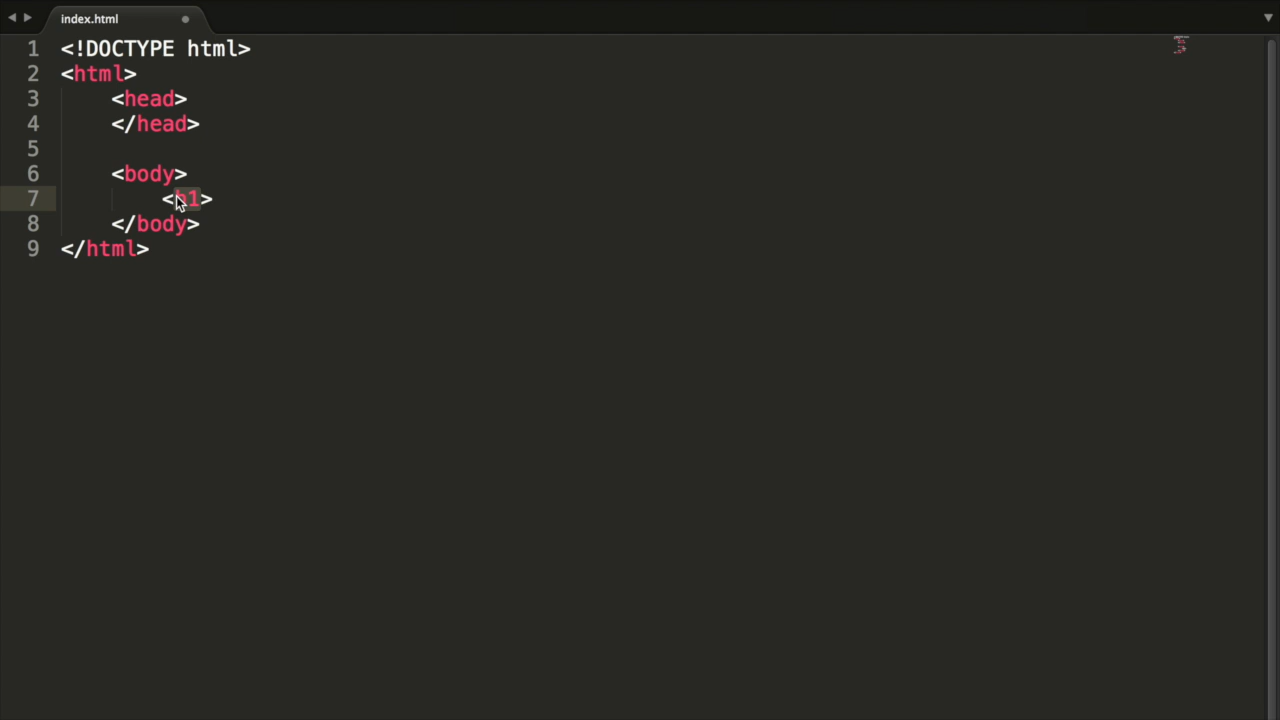 index.html
1 <!DOCTYPE html>
2 <html>
3 <head>
4 </head>
5
6 <body>
7 <h1>
8 </body>
9 </html>